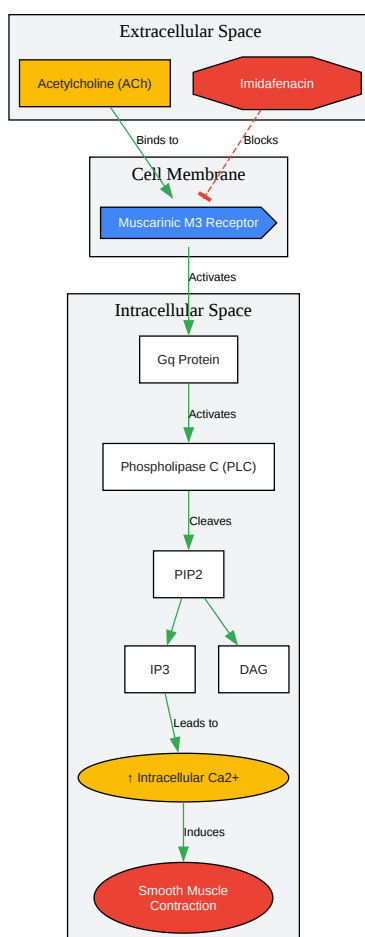 Extracellular Space
Acetylcholine (ACh)
Imidafenacin
Binds to
Blocks
Cell Membrane
Muscarinic M3 Receptor
Activates
Intracellular Space
Gq Protein
Activates
Phospholipase C (PLC)
Cleaves
PIP2
IP3
DAG
Leads to
↑ Intracellular Ca2+
Induces
Smooth Muscle
Contraction